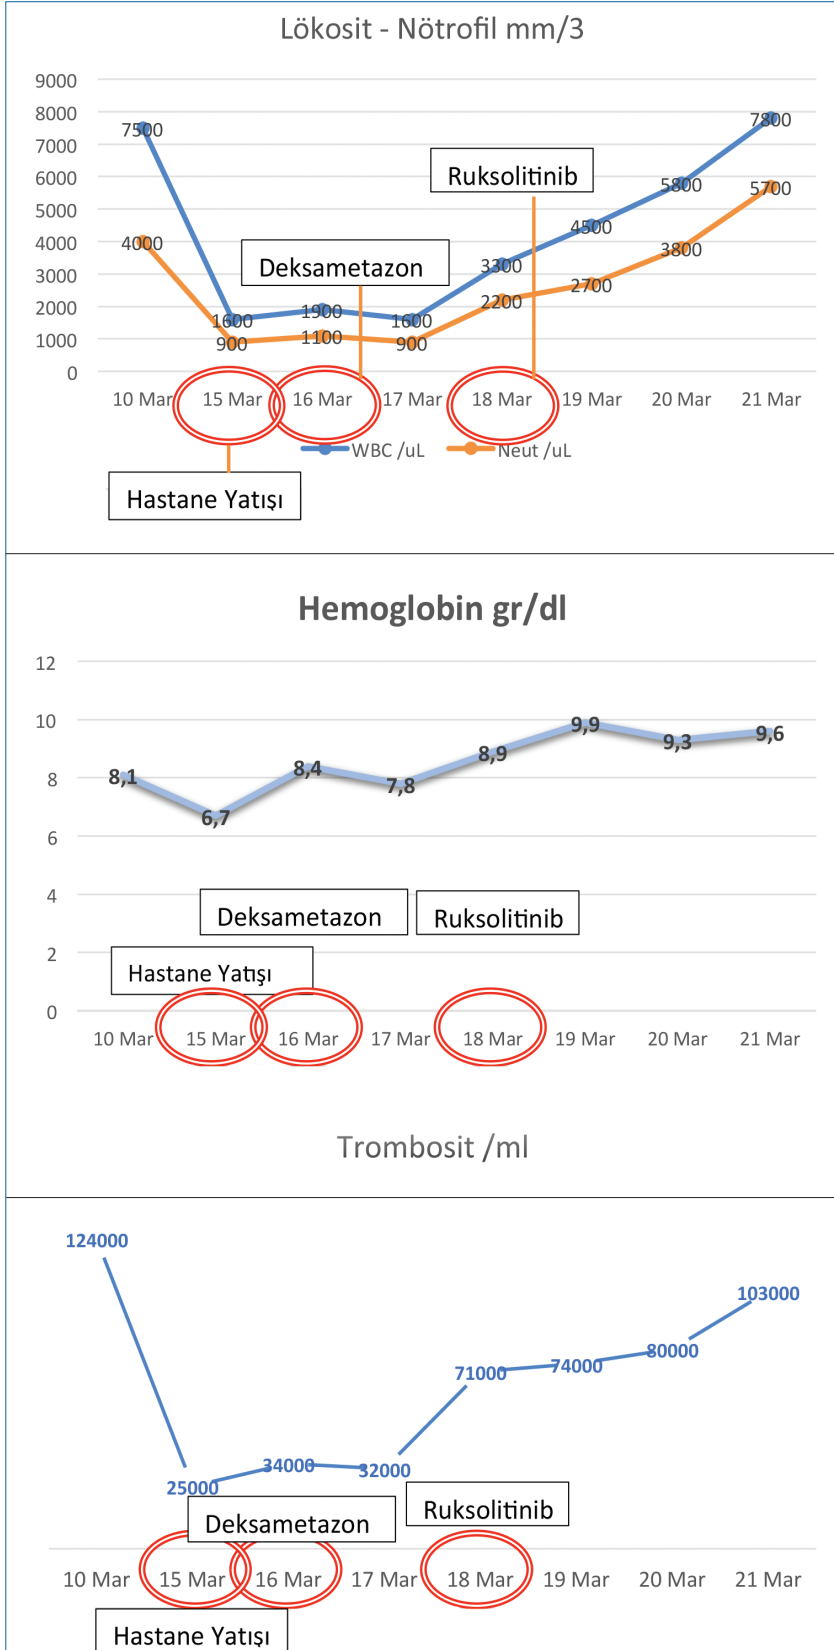 Lökosit - Nötrofil mm/3
9000
8000
7000
6000
5000
4000
3000
2000
1000
0
7500
1600
1900
1600
3300
4500
5800
7800
4000
900
1100
900
2200
2700
3800
5700
Ruksolitinib
Deksametazon
10 Mar 15 Mar 16 Mar 17 Mar 18 Mar 19 Mar 20 Mar 21 Mar
WBC /uL Neut /uL
Hastane Yatışı
Hemoglobin gr/dl
12
10
8
6
4
2
0
8,1 6,7 8,4 7,8 8,9 9,9 9,3 9,6
Deksametazon Ruksolitinib
Hastane Yatışı
10 Mar 15 Mar 16 Mar 17 Mar 18 Mar 19 Mar 20 Mar 21 Mar
Trombosit /ml
124000 25000 34000 32000 71000 74000 80000 103000
Deksametazon Ruksolitinib
10 Mar 15 Mar 16 Mar 17 Mar 18 Mar 19 Mar 20 Mar 21 Mar
Hastane Yatışı